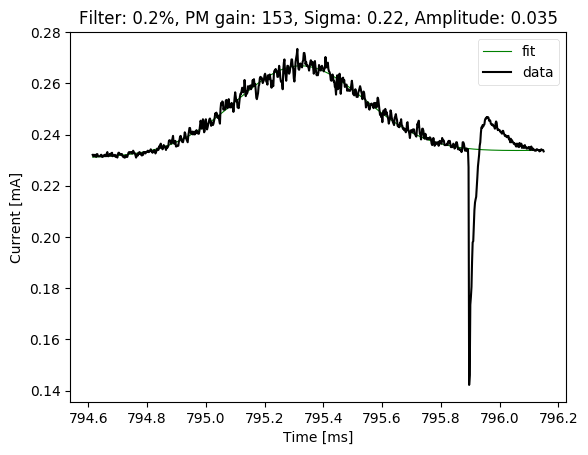 Filter: 0.2%, PM gain: 153, Sigma: 0.22, Amplitude: 0.035
0.28
0.26
0.24
0.22
0.20
0.18
0.16
0.14
Current [mA]
fit
data
794.6 794.8 795.0 795.2 795.4 795.6 795.8 796.0 796.2
Time [ms]